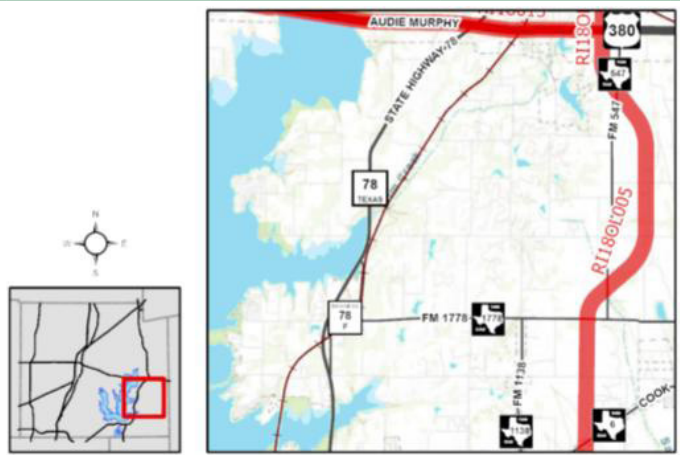 AUDIE MURPHY
380
547
STATE HIGHWAY 78
FM 547
78
TEXAS
RI18OL005
N
E
S
78
F
FM 1778
1778
FM 1138
1138
6
COOK